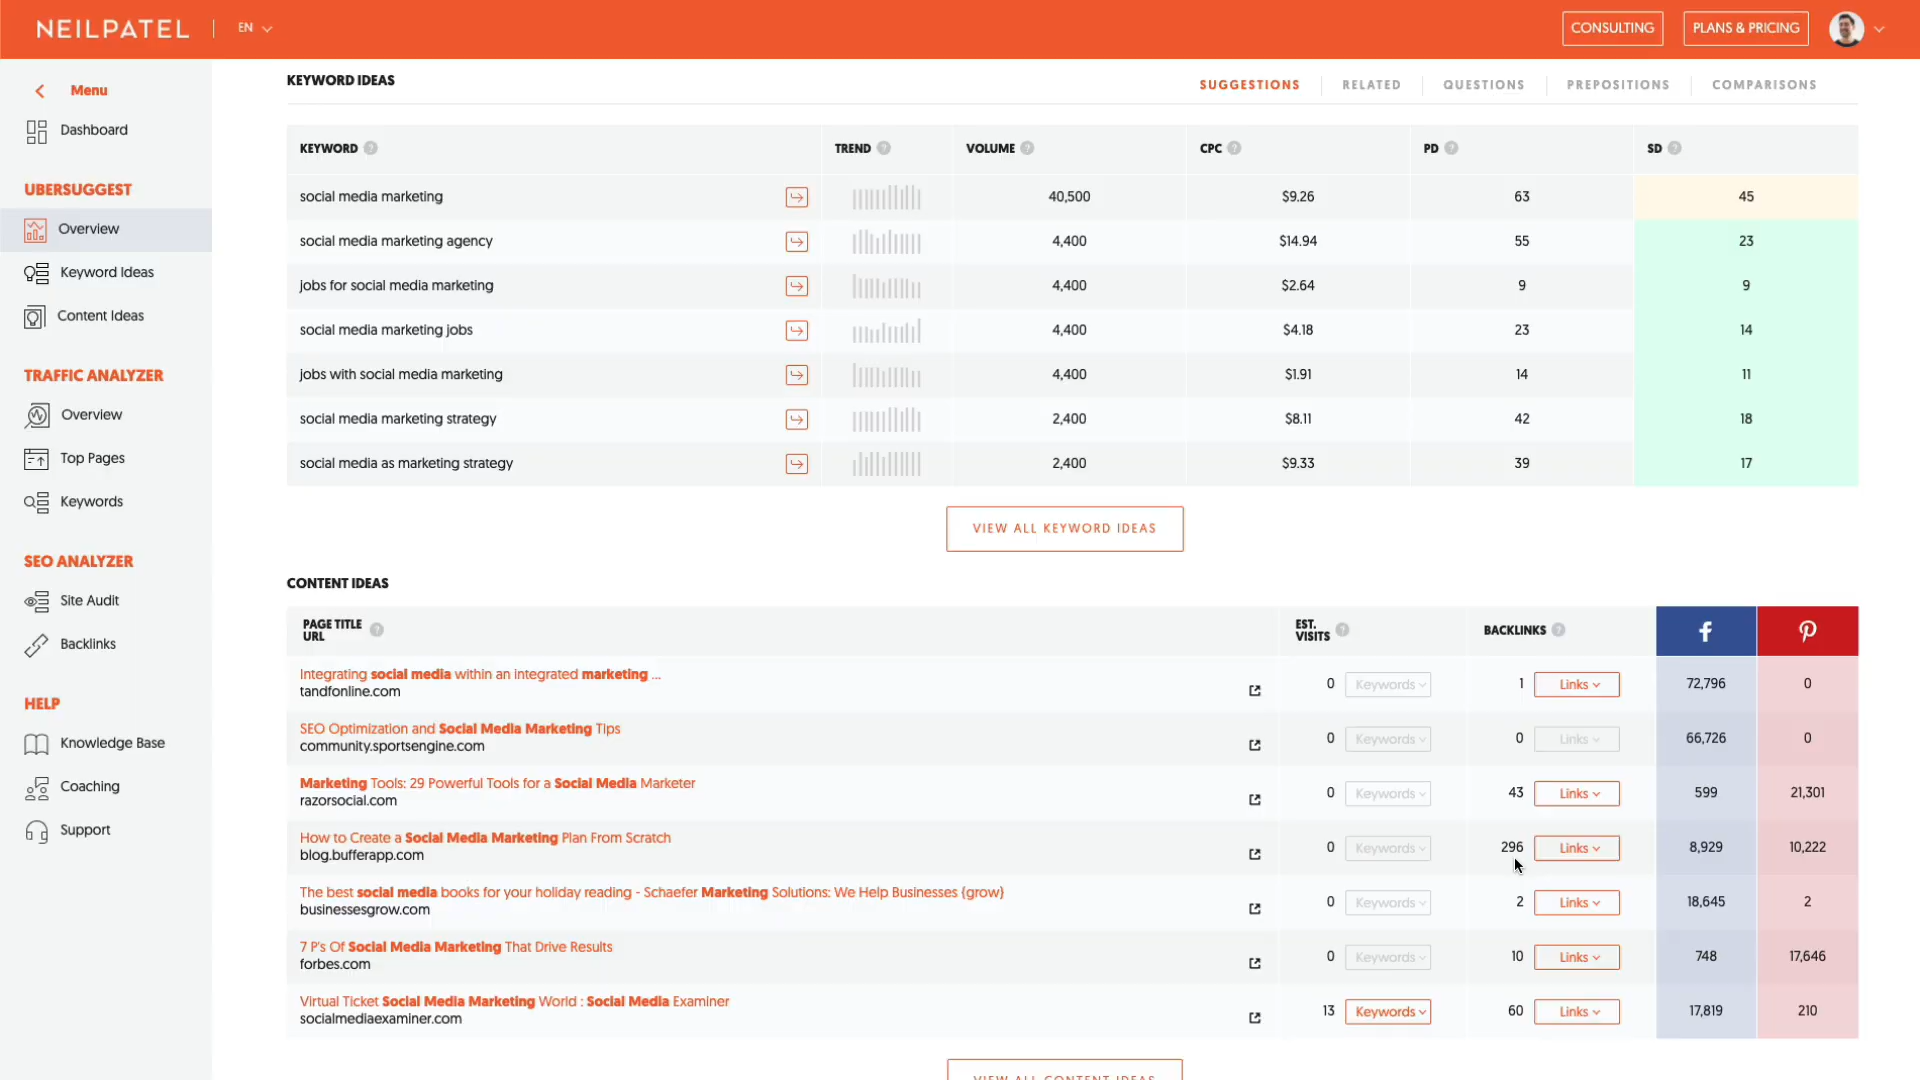 NEILPATEL
EN
CONSULTING
PLANS & PRICING
Menu
Dashboard
UBERSUGGEST
Overview
Keyword Ideas
Content Ideas
TRAFFIC ANALYZER
Overview
Top Pages
Keywords
SEO ANALYZER
Site Audit
Backlinks
HELP
Knowledge Base
Coaching
Support
KEYWORD IDEAS
SUGGESTIONS RELATED QUESTIONS PREPOSITIONS COMPARISONS
KEYWORD ? TREND ? VOLUME ? CPC ? PD ? SD ?
social media marketing 40,500 $9.26 63 45
social media marketing agency 4,400 $14.94 55 23
jobs for social media marketing 4,400 $2.64 9 9
social media marketing jobs 4,400 $4.18 23 14
jobs with social media marketing 4,400 $1.91 14 11
social media marketing strategy 2,400 $8.11 42 18
social media as marketing strategy 2,400 $9.33 39 17
VIEW ALL KEYWORD IDEAS
CONTENT IDEAS
PAGE TITLE
URL ?
EST.
VISITS ?
BACKLINKS ?
Integrating social media within an integrated marketing ...
tandfonline.com
0 Keywords 1 Links 72,796 0
SEO Optimization and Social Media Marketing Tips
community.sportsengine.com
0 Keywords 0 Links 66,726 0
Marketing Tools: 29 Powerful Tools for a Social Media Marketer
razorsocial.com
0 Keywords 43 Links 599 21,301
How to Create a Social Media Marketing Plan From Scratch
blog.bufferapp.com
0 Keywords 296 Links 8,929 10,222
The best social media books for your holiday reading - Schaefer Marketing Solutions: We Help Businesses {grow}
businessesgrow.com
0 Keywords 2 Links 18,645 2
7 P's Of Social Media Marketing That Drive Results
forbes.com
0 Keywords 10 Links 748 17,646
Virtual Ticket Social Media Marketing World : Social Media Examiner
socialmediaexaminer.com
13 Keywords 60 Links 17,819 210
VIEW ALL CONTENT IDEAS